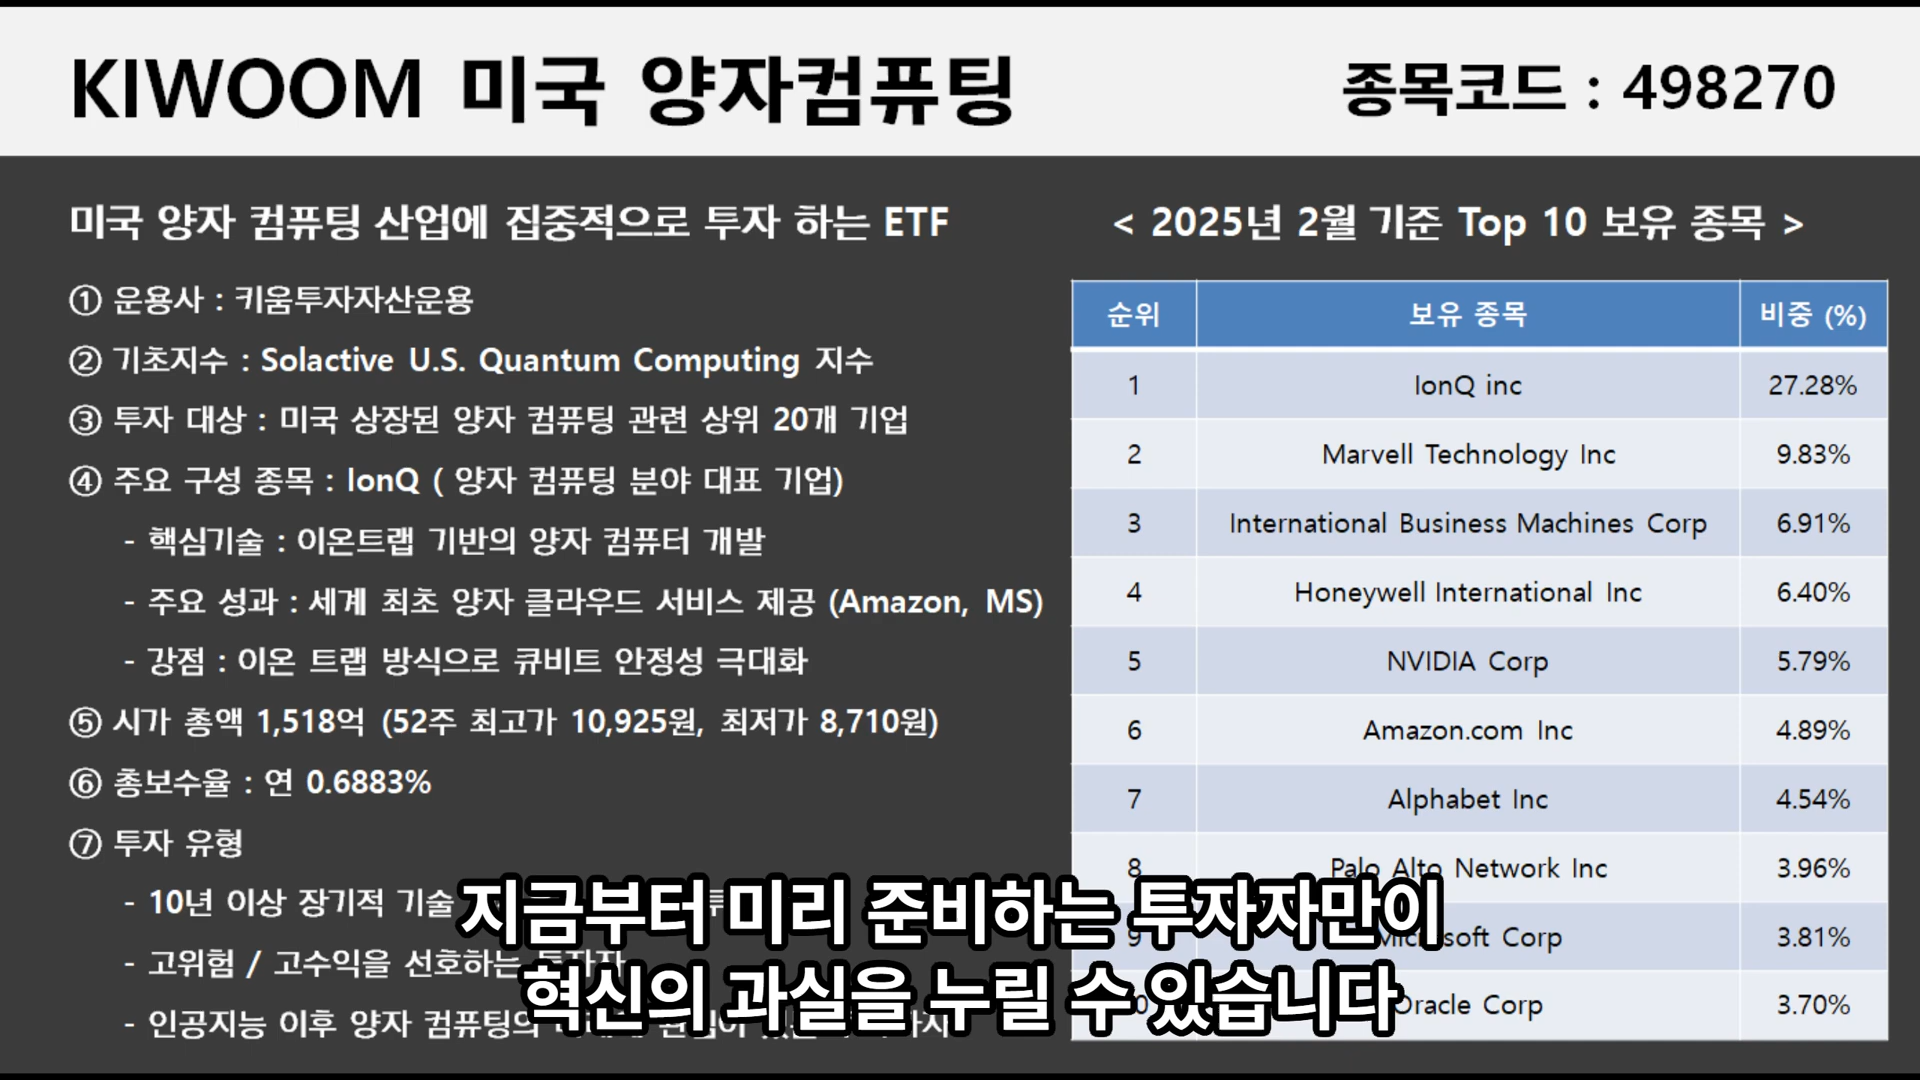 KIWOOM 미국 양자컴퓨팅
종목코드 : 498270
미국 양자 컴퓨팅 산업에 집중적으로 투자 하는 ETF
① 운용사 : 키움투자자산운용
② 기초지수 : Solactive U.S. Quantum Computing 지수
③ 투자 대상 : 미국 상장된 양자 컴퓨팅 관련 상위 20개 기업
④ 주요 구성 종목 : IonQ ( 양자 컴퓨팅 분야 대표 기업)
- 핵심기술 : 이온트랩 기반의 양자 컴퓨터 개발
- 주요 성과 : 세계 최초 양자 클라우드 서비스 제공 (Amazon, MS)
- 강점 : 이온 트랩 방식으로 큐비트 안정성 극대화
⑤ 시가 총액 1,518억 (52주 최고가 10,925원, 최저가 8,710원)
⑥ 총보수율 : 연 0.6883%
⑦ 투자 유형
- 10년 이상 장기적 기술
- 고위험 / 고수익을 선호하는 투자자
- 인공지능 이후 양자 컴퓨팅의
< 2025년 2월 기준 Top 10 보유 종목 >
순위 보유 종목 비중 (%)
1 IonQ inc 27.28%
2 Marvell Technology Inc 9.83%
3 International Business Machines Corp 6.91%
4 Honeywell International Inc 6.40%
5 NVIDIA Corp 5.79%
6 Amazon.com Inc 4.89%
7 Alphabet Inc 4.54%
8 Palo Alto Network Inc 3.96%
9 Microsoft Corp 3.81%
Oracle Corp 3.70%
지금부터 미리 준비하는 투자자만이
혁신의 과실을 누릴 수 있습니다